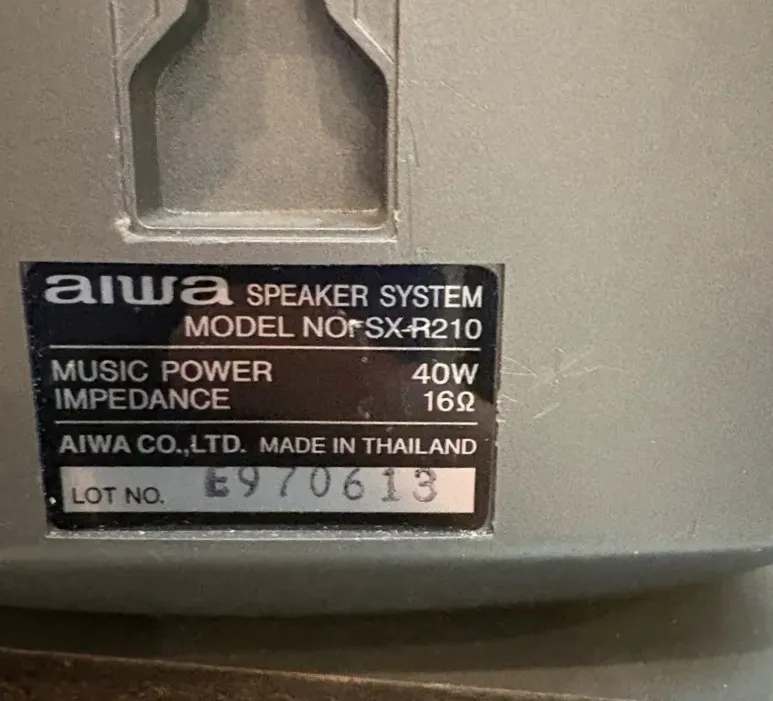 aiwa SPEAKER SYSTEM
MODEL NO. SX-R210
MUSIC POWER 40W
IMPEDANCE 16Ω
AIWA CO.,LTD. MADE IN THAILAND
LOT NO. E970613